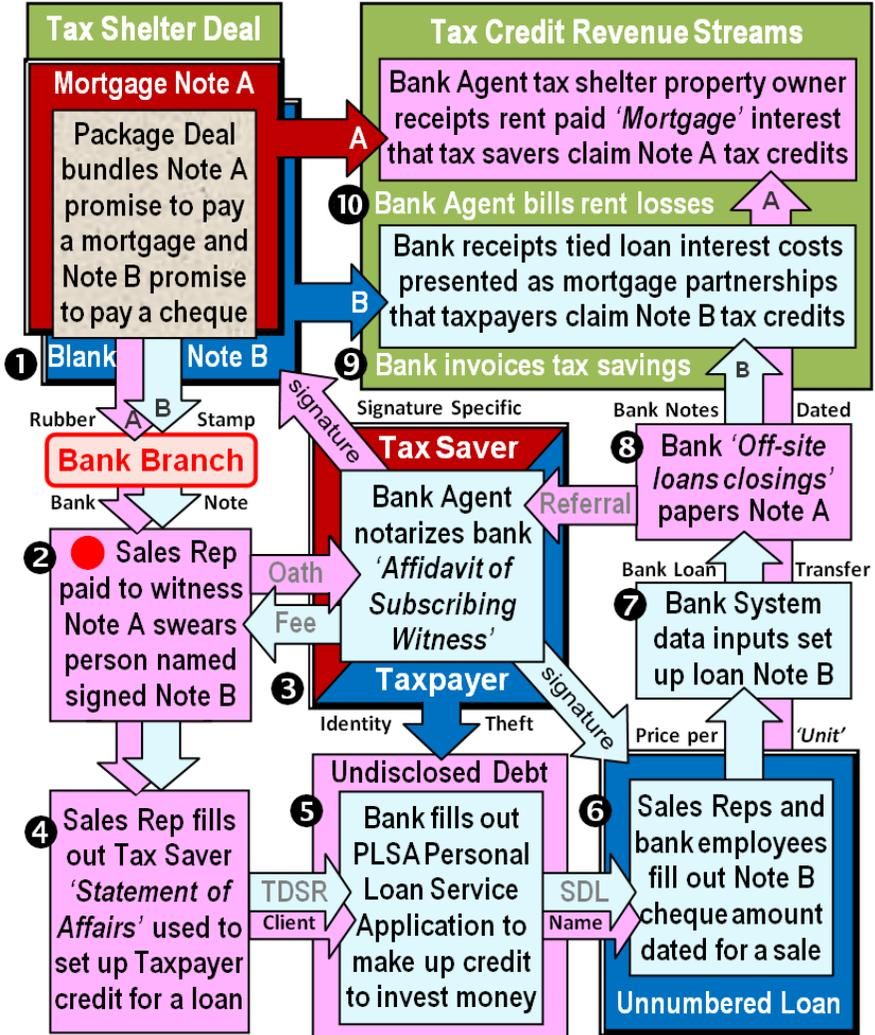 Tax Shelter Deal
Mortgage Note A
Package Deal
bundles Note A
promise to pay
a mortgage and
Note B promise
to pay a cheque
1 Blank Note B
A
B
Tax Credit Revenue Streams
Bank Agent tax shelter property owner
receipts rent paid 'Mortgage' interest
that tax savers claim Note A tax credits
10 Bank Agent bills rent losses
A
Bank receipts tied loan interest costs
presented as mortgage partnerships
that taxpayers claim Note B tax credits
9 Bank invoices tax savings
B
Rubber A B Stamp
Bank Branch
Bank Note
2 Sales Rep
paid to witness
Note A swears
person named
signed Note B
Oath
Fee
3
signature
Signature Specific
Tax Saver
Bank Agent
notarizes bank
'Affidavit of
Subscribing
Witness'
Taxpayer
Referral
signature
Identity Theft
4 Sales Rep fills
out Tax Saver
'Statement of
Affairs' used to
set up Taxpayer
credit for a loan
TDSR
Client
Undisclosed Debt
5 Bank fills out
PLSA Personal
Loan Service
Application to
make up credit
to invest money
SDL
Name
6 Sales Reps and
bank employees
fill out Note B
cheque amount
dated for a sale
Unnumbered Loan
Price per 'Unit'
7 Bank System
data inputs set
up loan Note B
Bank Loan Transfer
8 Bank 'Off-site
loans closings'
papers Note A
Bank Notes Dated